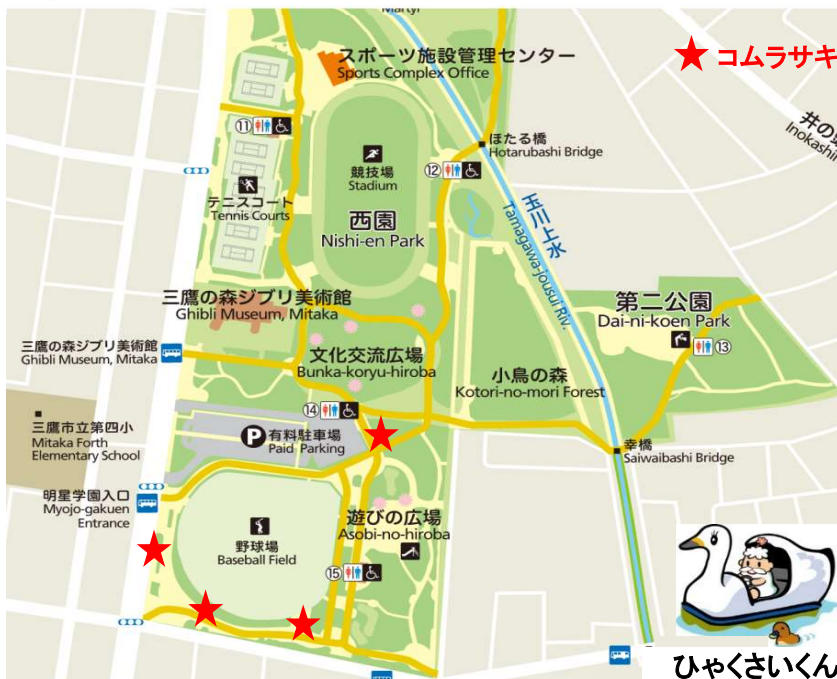 Martyr
スポーツ施設管理センター
Sports Complex Office
★ コムラサキ
井の
Inokashi
⑪
ほたる橋
Hotarubashi Bridge
⑫
競技場
Stadium
テニスコート
Tennis Courts
西園
Nishi-en Park
玉川上水
Tamagawa-jousui Riv.
三鷹の森ジブリ美術館
Ghibli Museum, Mitaka
第二公園
Dai-ni-koen Park
⑬
三鷹の森ジブリ美術館
Ghibli Museum, Mitaka
文化交流広場
Bunka-koryu-hiroba
小鳥の森
Kotori-no-mori Forest
⑭
三鷹市立第四小
Mitaka Forth
Elementary School
P 有料駐車場
Paid Parking
幸橋
Saiwaibashi Bridge
明星学園入口
Myojo-gakuen
Entrance
遊びの広場
Asobi-no-hiroba
野球場
Baseball Field
⑮
ひゃくさいくん